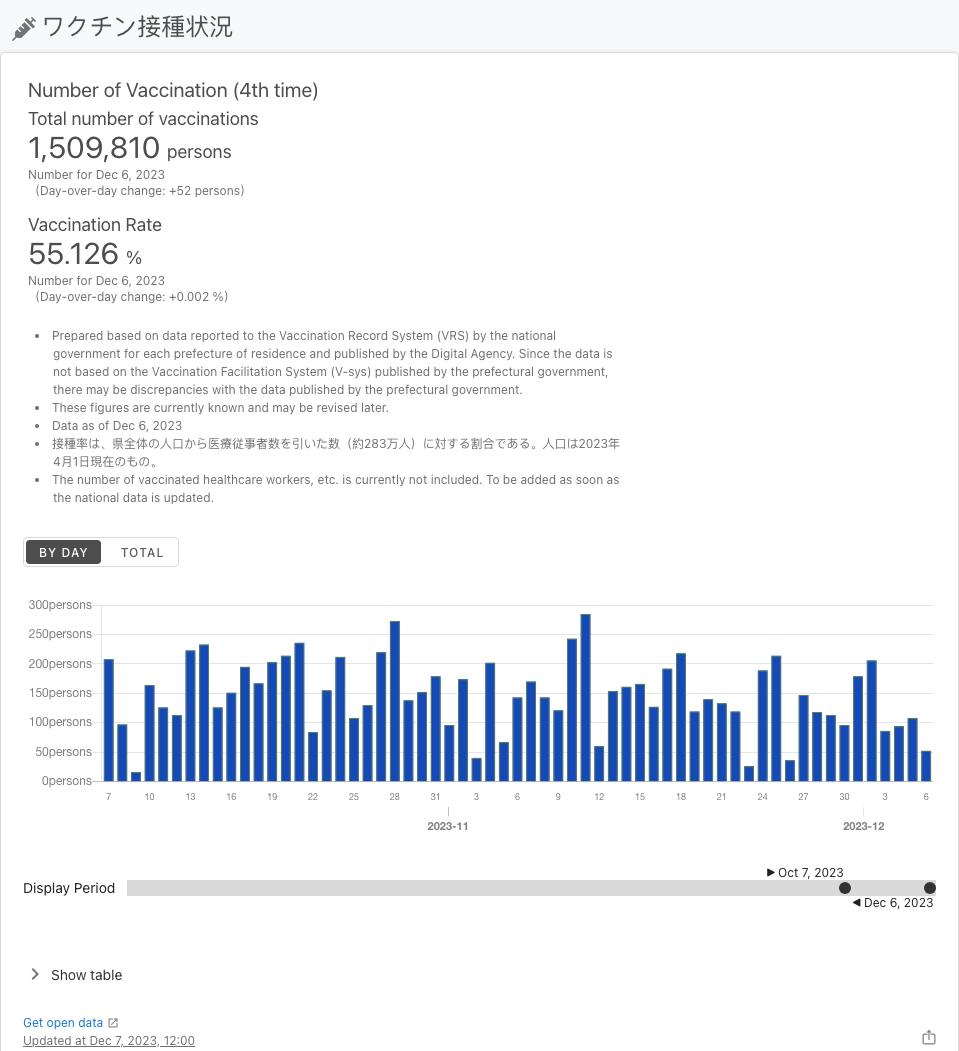 ワクチン接種状況
Number of Vaccination (4th time)
Total number of vaccinations
1,509,810 persons
Number for Dec 6, 2023
(Day-over-day change: +52 persons)
Vaccination Rate
55.126 %
Number for Dec 6, 2023
(Day-over-day change: +0.002 %)
• Prepared based on data reported to the Vaccination Record System (VRS) by the national
government for each prefecture of residence and published by the Digital Agency. Since the data is
not based on the Vaccination Facilitation System (V-sys) published by the prefectural government,
there may be discrepancies with the data published by the prefectural government.
• These figures are currently known and may be revised later.
• Data as of Dec 6, 2023
• 接種率は、県全体の人口から医療従事者数を引いた数（約283万人）に対する割合である。人口は2023年
4月1日現在のもの。
• The number of vaccinated healthcare workers, etc. is currently not included. To be added as soon as
the national data is updated.
BY DAY TOTAL
300persons
250persons
200persons
150persons
100persons
50persons
0persons
7 10 13 16 19 22 25 28 31 3 6 9 12 15 18 21 24 27 30 3 6
2023-11 2023-12
Oct 7, 2023
Display Period
Dec 6, 2023
Show table
Get open data
Updated at Dec 7, 2023, 12:00